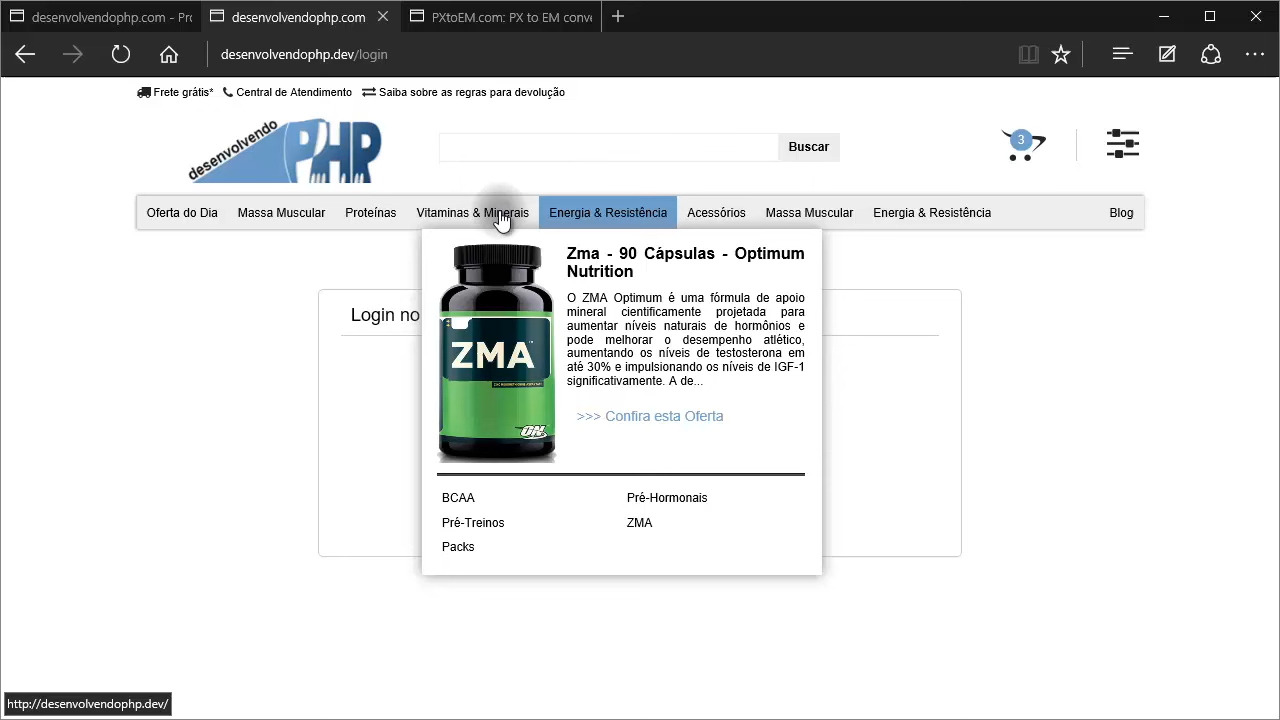 desenvolvendophp.com - Pro
desenvolvendophp.com
PXtoEM.com: PX to EM conve
desenvolvendophp.dev/login
Frete grátis* Central de Atendimento Saiba sobre as regras para devolução
desenvolvendo
PHP
Buscar
3
Oferta do Dia Massa Muscular Proteínas Vitaminas & Minerais Energia & Resistência Acessórios Massa Muscular Energia & Resistência Blog
Login no
Zma - 90 Cápsulas - Optimum
Nutrition
O ZMA Optimum é uma fórmula de apoio
mineral cientificamente projetada para
aumentar níveis naturais de hormônios e
pode melhorar o desempenho atlético,
aumentando os níveis de testosterona em
até 30% e impulsionando os níveis de IGF-1
significativamente. A de...
>>> Confira esta Oferta
ZMA
ON
BCAA
Pré-Hormonais
Pré-Treinos
ZMA
Packs
http://desenvolvendophp.dev/